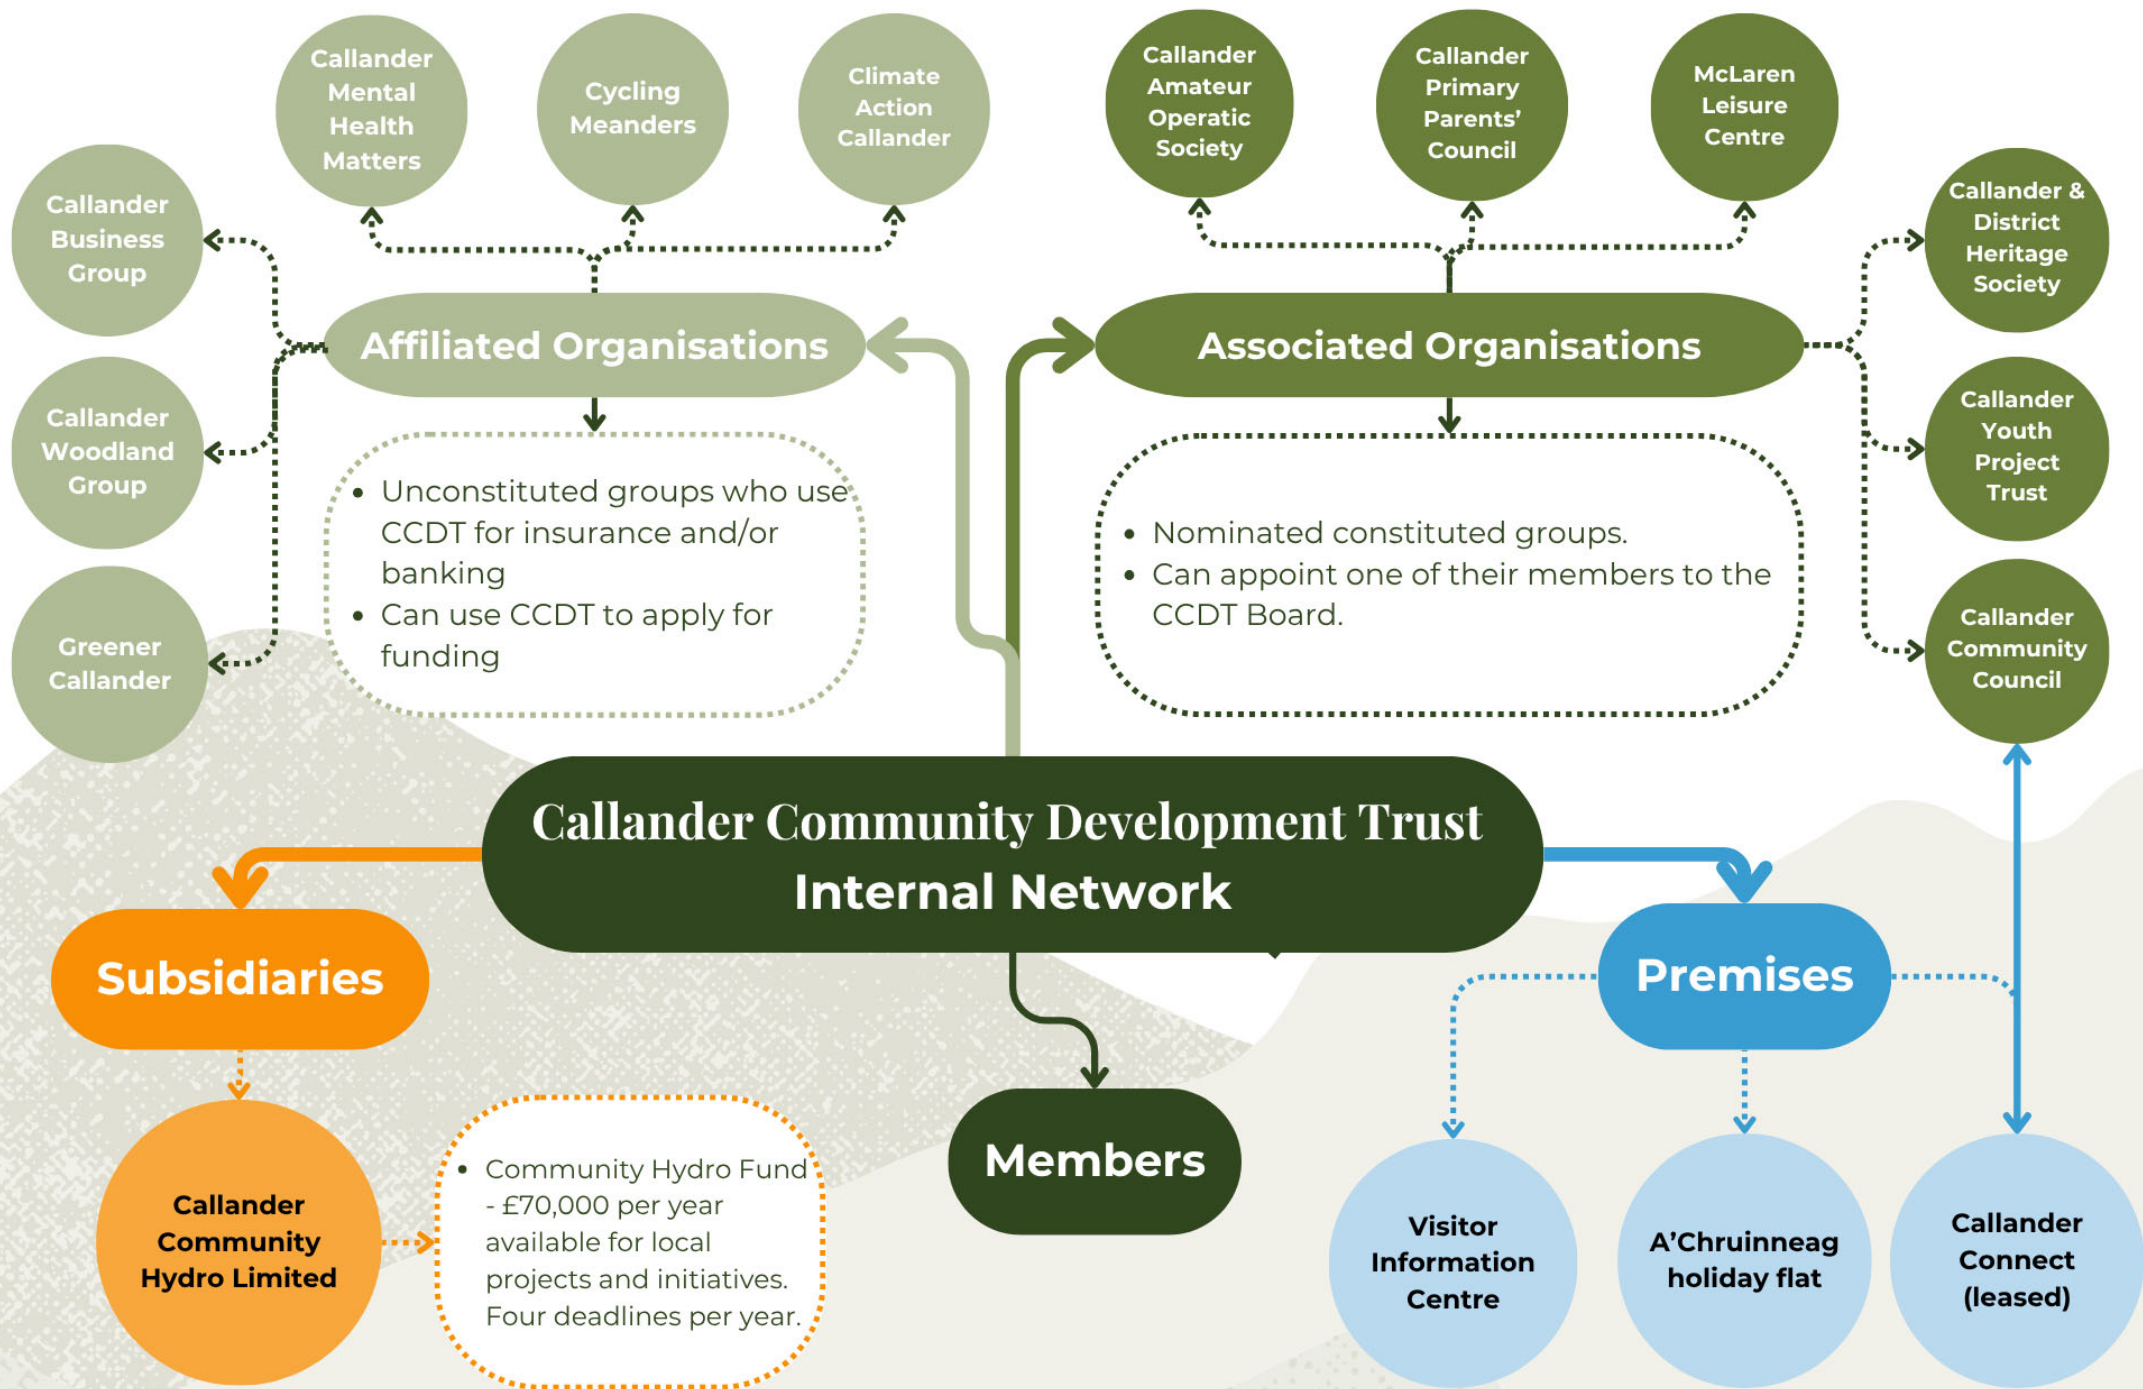 Callander
Mental
Health
Matters
Cycling
Meanders
Climate
Action
Callander
Callander
Amateur
Operatic
Society
Callander
Primary
Parents’
Council
McLaren
Leisure
Centre
Callander
Business
Group
Callander &
District
Heritage
Society
Affiliated Organisations
Associated Organisations
Callander
Woodland
Group
Callander
Youth
Project
Trust
• Unconstituted groups who use
CCDT for insurance and/or
banking
• Can use CCDT to apply for
funding
• Nominated constituted groups.
• Can appoint one of their members to the
CCDT Board.
Greener
Callander
Callander
Community
Council
Callander Community Development Trust
Internal Network
Subsidiaries
Premises
Members
Callander
Community
Hydro Limited
• Community Hydro Fund
- £70,000 per year
available for local
projects and initiatives.
Four deadlines per year.
Visitor
Information
Centre
A’Chruinneag
holiday flat
Callander
Connect
(leased)